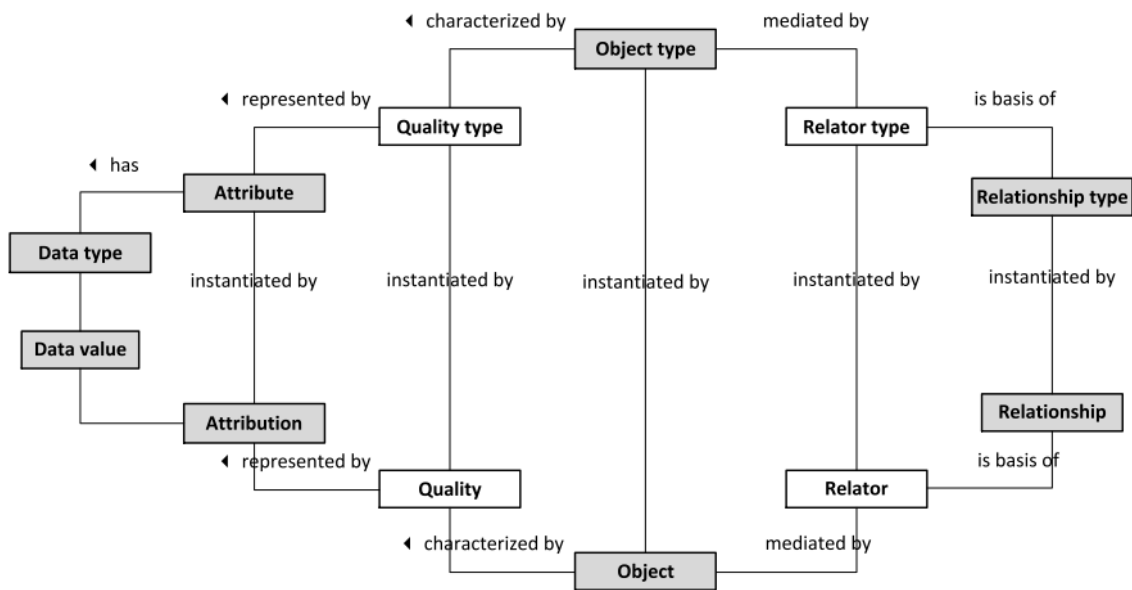 characterized by
mediated by
Object type
represented by
is basis of
Quality type
Relator type
has
Attribute
Relationship type
Data type
instantiated by
instantiated by
instantiated by
instantiated by
instantiated by
Data value
Attribution
Relationship
represented by
is basis of
Quality
Relator
characterized by
mediated by
Object